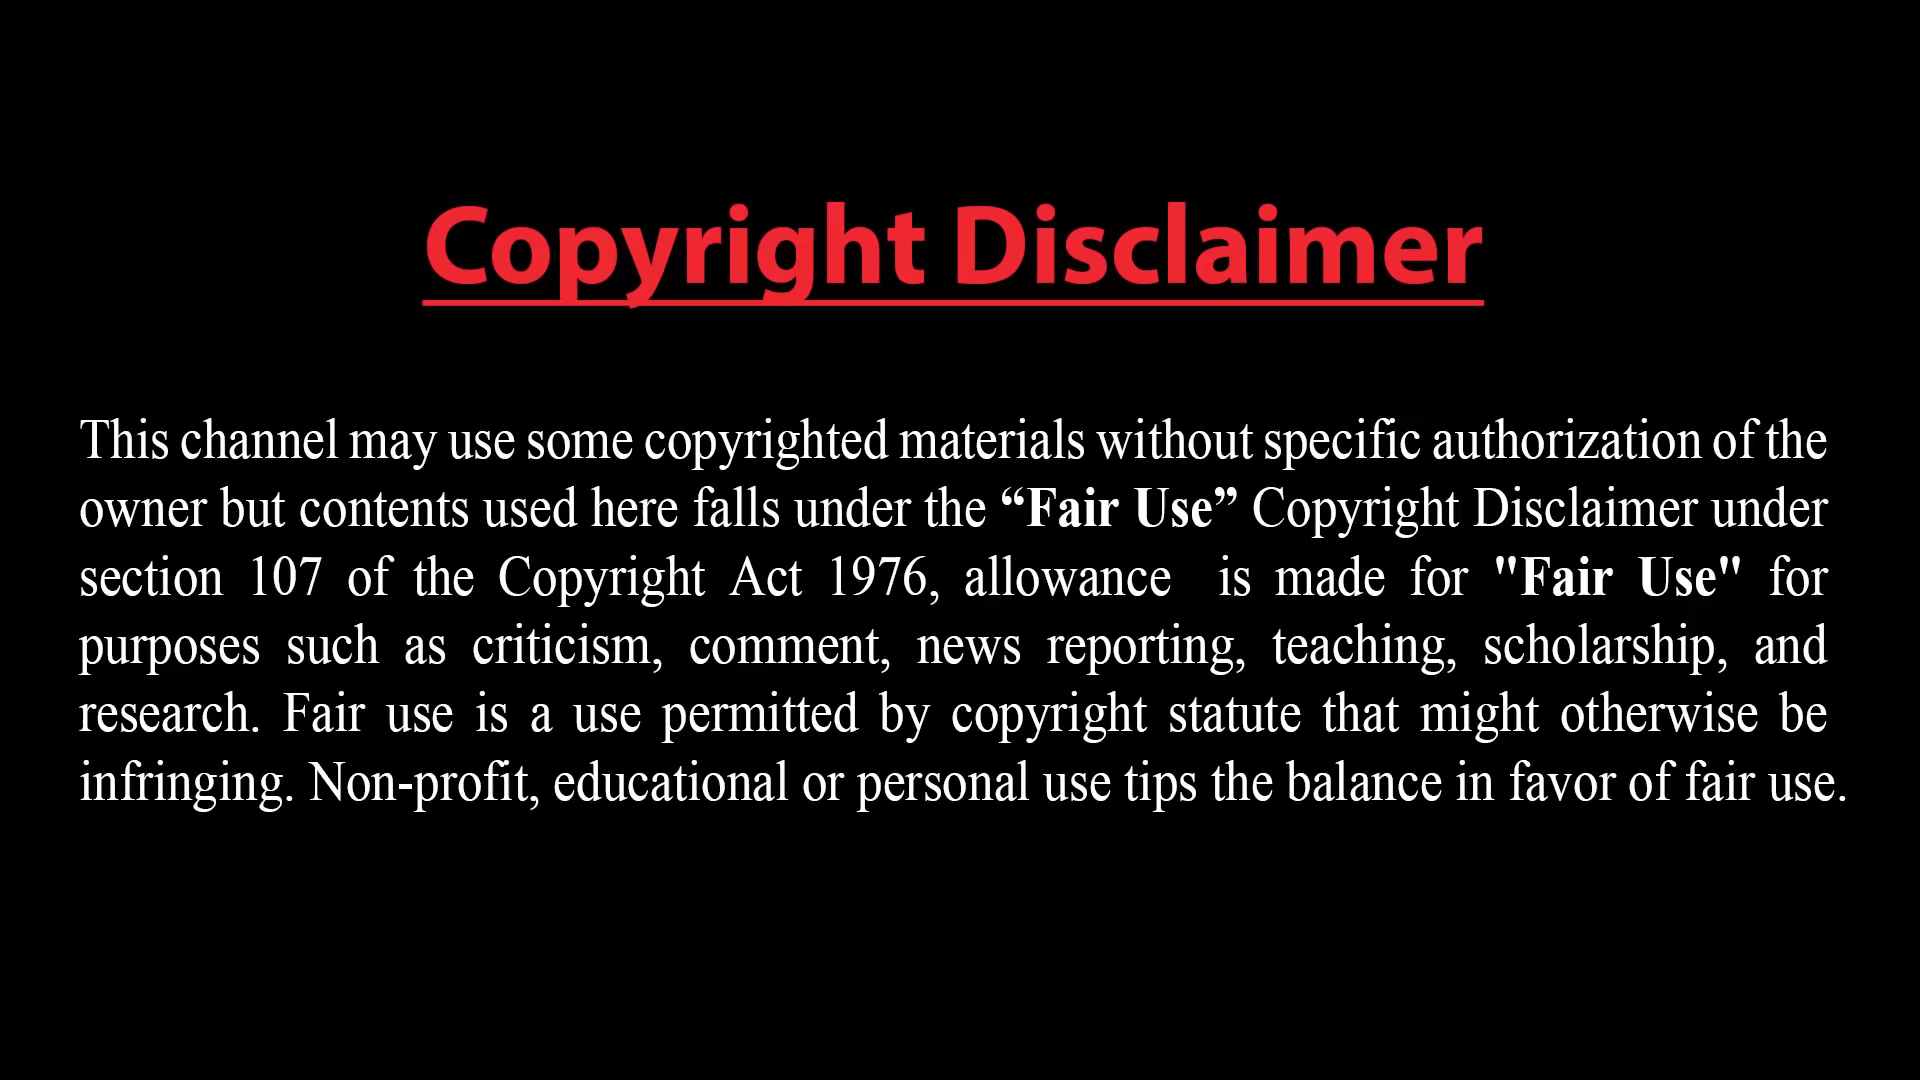 Copyright Disclaimer
This channel may use some copyrighted materials without specific authorization of the
owner but contents used here falls under the “Fair Use” Copyright Disclaimer under
section 107 of the Copyright Act 1976, allowance is made for "Fair Use" for
purposes such as criticism, comment, news reporting, teaching, scholarship, and
research. Fair use is a use permitted by copyright statute that might otherwise be
infringing. Non-profit, educational or personal use tips the balance in favor of fair use.